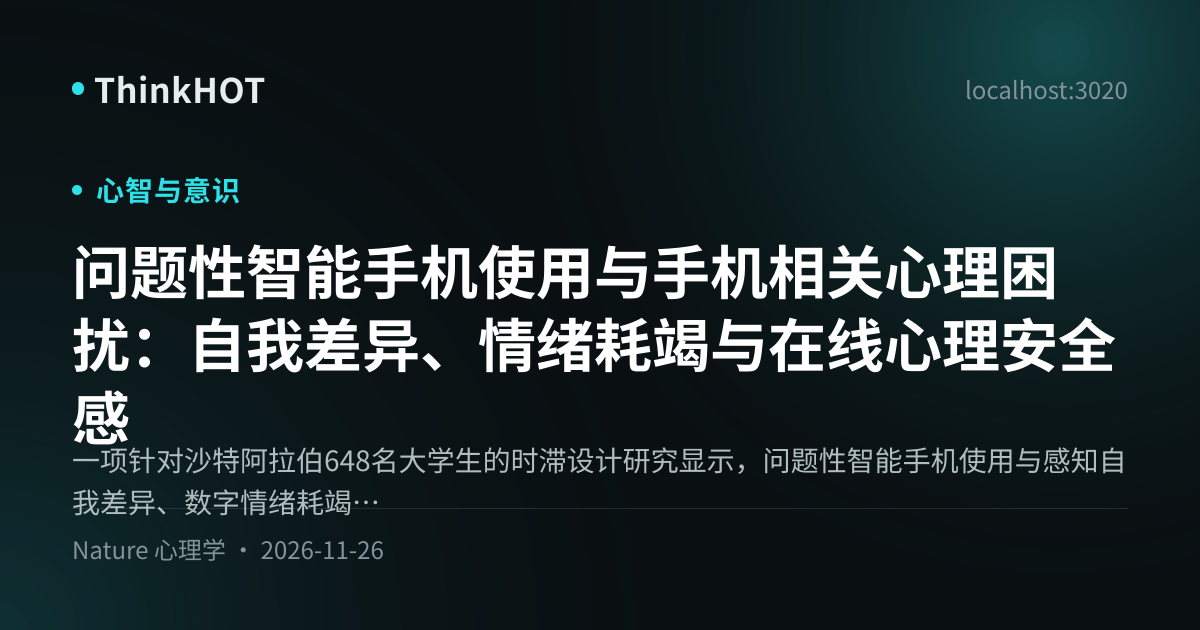 ThinkHOT
localhost:3020
心智与意识
问题性智能手机使用与手机相关心理困
扰：自我差异、情绪耗竭与在线心理安全
感
一项针对沙特阿拉伯648名大学生的时滞设计研究显示，问题性智能手机使用与感知自
我差异、数字情绪耗竭…
Nature 心理学 · 2026-11-26